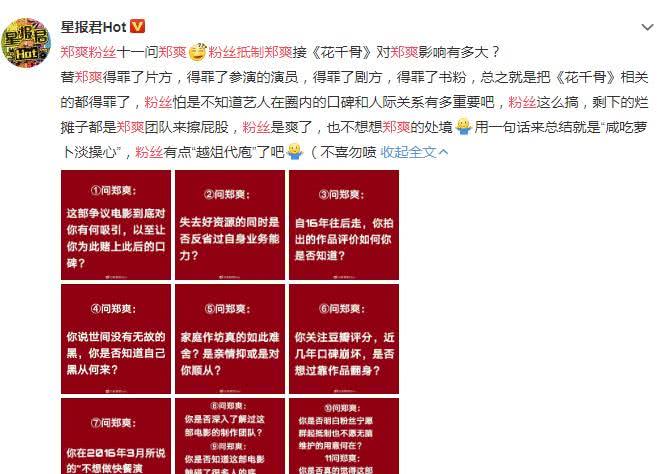 星报君Hot
郑爽粉丝十一问郑爽 粉丝抵制郑爽接《花千骨》对郑爽影响有多大？
替郑爽得罪了片方，得罪了参演的演员，得罪了剧方，得罪了书粉，总之就是把《花千骨》相关
的都得罪了，粉丝怕是不知道艺人在圈内的口碑和人际关系有多重要吧，粉丝这么搞，剩下的烂
摊子都是郑爽团队来擦屁股，粉丝是爽了，也不想想郑爽的处境 用一句话来总结就是“咸吃萝
卜淡操心”，粉丝有点“越俎代庖”了吧 （ 不喜勿喷 收起全文
①问郑爽：
这部争议电影到底对
你有何吸引，以至让
你为此赌上此后的口
碑？
②问郑爽：
失去好资源的同时是
否反省过自身业务能
力？
③问郑爽：
自16年往后走，你拍
出的作品评价如何你
是否知道？
④问郑爽：
你说世间没有无故的
黑，你是否知道自己
黑从何来？
⑤问郑爽：
家庭作坊真的如此难
舍？是亲情抑或是对
你顺从？
⑥问郑爽：
你关注豆瓣评分，近
几年口碑崩坏，是否
想过靠作品翻身？
⑦问郑爽：
你在2016年3月所说
的“不想做快餐演
⑧问郑爽：
你是否深入了解过这
部电影的制作团队？
⑨问郑爽：
你是否知道这部电影
⑩问郑爽：
你是否明白粉丝宁愿
群起抵制也不愿无脑
维护的用意何在？
11问郑爽：
你是否真的觉得这部